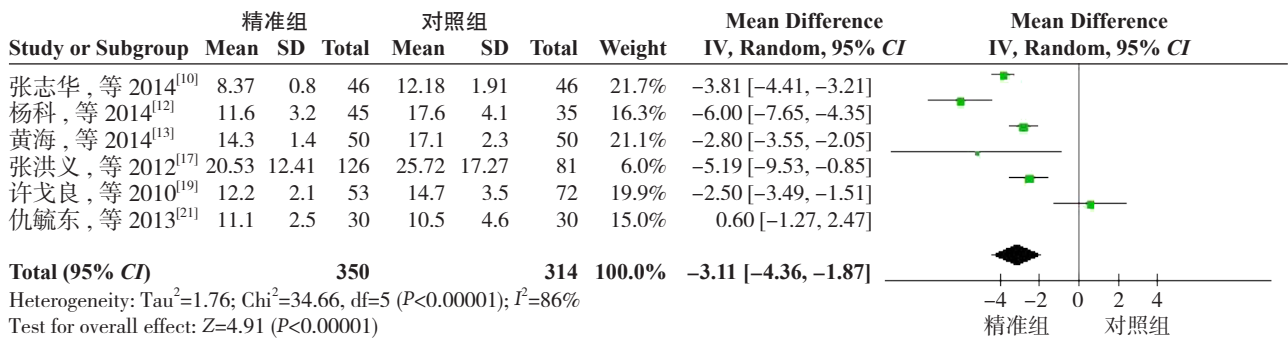 精准组 对照组 Mean Difference Mean Difference
Study or Subgroup Mean SD Total Mean SD Total Weight IV, Random, 95% CI IV, Random, 95% CI
张志华 , 等 2014[10] 8.37 0.8 46 12.18 1.91 46 21.7% −3.81 [−4.41, −3.21]
杨科 , 等 2014[12] 11.6 3.2 45 17.6 4.1 35 16.3% −6.00 [−7.65, −4.35]
黄海 , 等 2014[13] 14.3 1.4 50 17.1 2.3 50 21.1% −2.80 [−3.55, −2.05]
张洪义 , 等 2012[17] 20.53 12.41 126 25.72 17.27 81 6.0% −5.19 [−9.53, −0.85]
许戈良 , 等 2010[19] 12.2 2.1 53 14.7 3.5 72 19.9% −2.50 [−3.49, −1.51]
仇毓东 , 等 2013[21] 11.1 2.5 30 10.5 4.6 30 15.0% 0.60 [−1.27, 2.47]
Total (95% CI) 350 314 100.0% −3.11 [−4.36, −1.87]
Heterogeneity: Tau²=1.76; Chi²=34.66, df=5 (P<0.00001); I²=86%
Test for overall effect: Z=4.91 (P<0.00001)
−4 −2 0 2 4
精准组 对照组